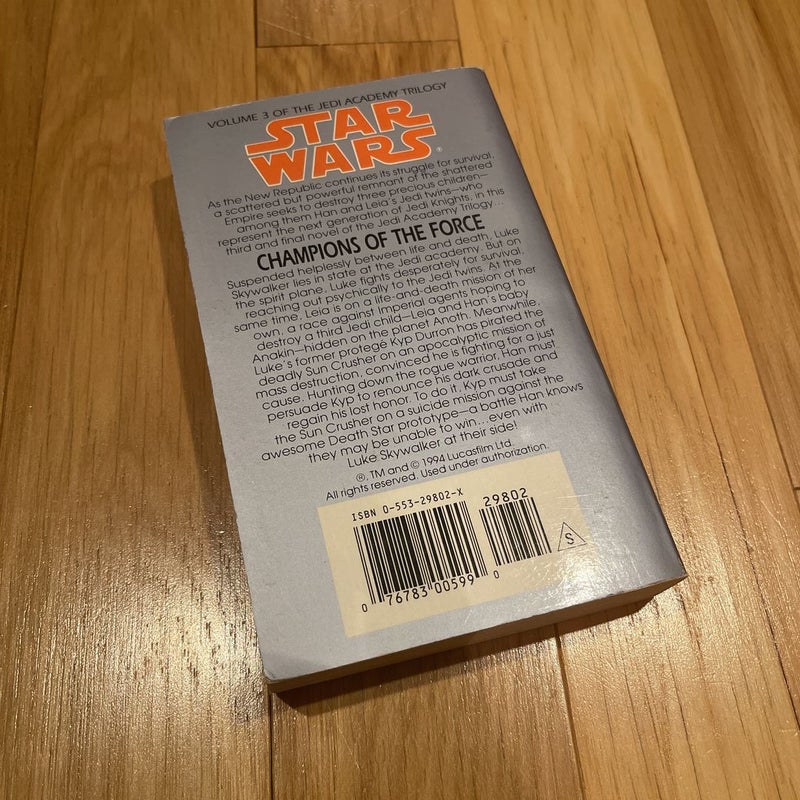 VOLUME 3 OF THE JEDI ACADEMY TRILOGY
STAR
WARS®
As the New Republic continues its struggle for survival,
a scattered but powerful remnant of the shattered
Empire seeks to destroy three precious children—
among them Han and Leia's Jedi twins—who
represent the next generation of Jedi Knights, in this
third and final novel of the Jedi Academy Trilogy...
CHAMPIONS OF THE FORCE
Suspended helplessly between life and death, Luke
Skywalker lies in state at the Jedi academy. But on
the spirit plane, Luke fights desperately for survival,
reaching out psychically to the Jedi twins. At the
same time, Leia is on a life-and-death mission of her
own, a race against Imperial agents hoping to
destroy a third Jedi child—Leia and Han's baby
Anakin—hidden on the planet Anoth. Meanwhile,
Luke's former protegé Kyp Durron has pirated the
deadly Sun Crusher on an apocalyptic mission of
mass destruction, convinced he is fighting for a just
cause. Hunting down the rogue warrior, Han must
persuade Kyp to renounce his dark crusade and
regain his lost honor. To do it, Kyp must take
the Sun Crusher on a suicide mission against the
awesome Death Star prototype—a battle Han knows
they may be unable to win...even with
Luke Skywalker at their side!
®, TM and © 1994 Lucasfilm Ltd.
All rights reserved. Used under authorization.
ISBN 0-553-29802-X
29802
S
0 76783 00599 0